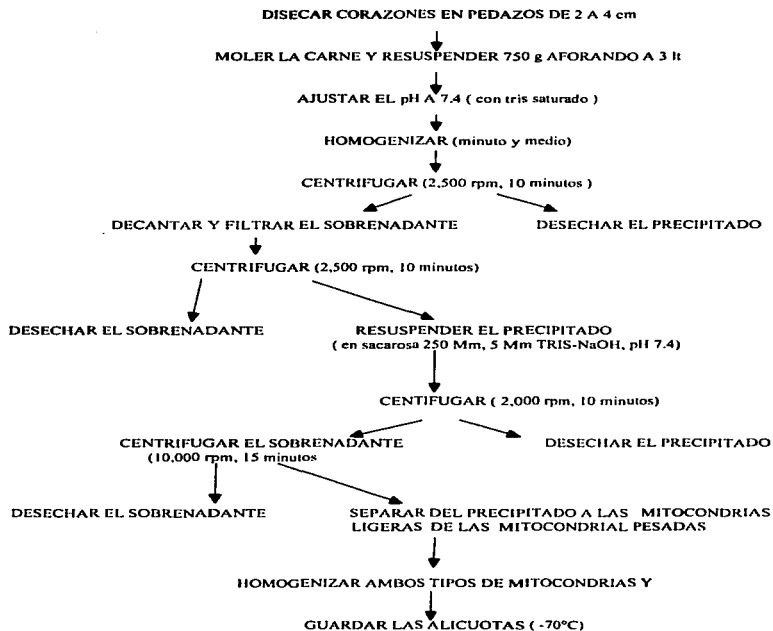 DISECAR CORAZONES EN PEDAZOS DE 2 A 4 cm
MOLER LA CARNE Y RESUSPENDER 750 g AFORANDO A 3 lt
AJUSTAR EL pH A 7.4 ( con tris saturado )
HOMOGENIZAR (minuto y medio)
CENTRIFUGAR (2,500 rpm, 10 minutos )
DECANTAR Y FILTRAR EL SOBRENADANTE
DESECHAR EL PRECIPITADO
CENTRIFUGAR (2,500 rpm, 10 minutos)
DESECHAR EL SOBRENADANTE
RESUSPENDER EL PRECIPITADO
( en sacarosa 250 Mm, 5 Mm TRIS-NaOH, pH 7.4)
CENTIFUGAR ( 2,000 rpm, 10 minutos)
CENTRIFUGAR EL SOBRENADANTE
(10,000 rpm, 15 minutos
DESECHAR EL PRECIPITADO
DESECHAR EL SOBRENADANTE
SEPARAR DEL PRECIPITADO A LAS MITOCONDRIAS
LIGERAS DE LAS MITOCONDRIAL PESADAS
HOMOGENIZAR AMBOS TIPOS DE MITOCONDRIAS Y
GUARDAR LAS ALICUOTAS ( -70°C)